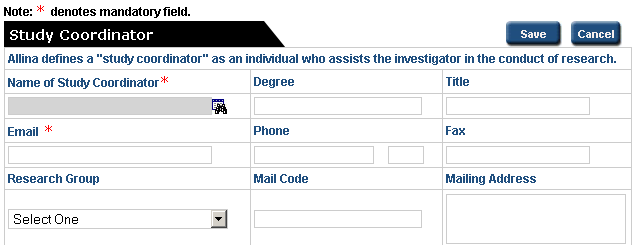 Note: * denotes mandatory field.
Study Coordinator
Save
Cancel
Allina defines a "study coordinator" as an individual who assists the investigator in the conduct of research.
Name of Study Coordinator*
Degree
Title
Email *
Phone
Fax
Research Group
Mail Code
Mailing Address
Select One